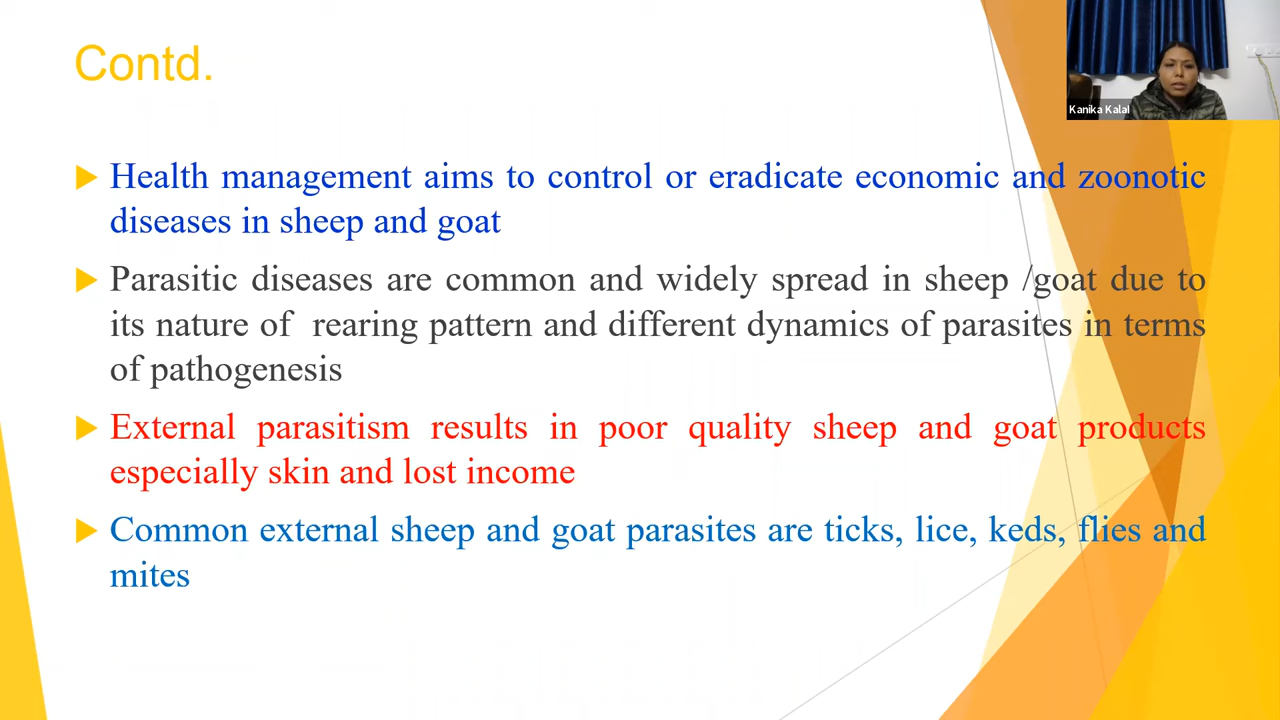 Contd.
Kanika Kalal
Health management aims to control or eradicate economic and zoonotic
diseases in sheep and goat
Parasitic diseases are common and widely spread in sheep /goat due to
its nature of rearing pattern and different dynamics of parasites in terms
of pathogenesis
External parasitism results in poor quality sheep and goat products
especially skin and lost income
Common external sheep and goat parasites are ticks, lice, keds, flies and
mites